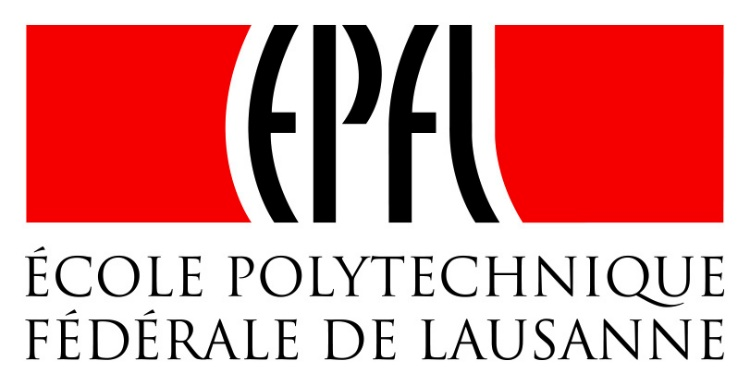 EPFL
ÉCOLE POLYTECHNIQUE
FÉDÉRALE DE LAUSANNE